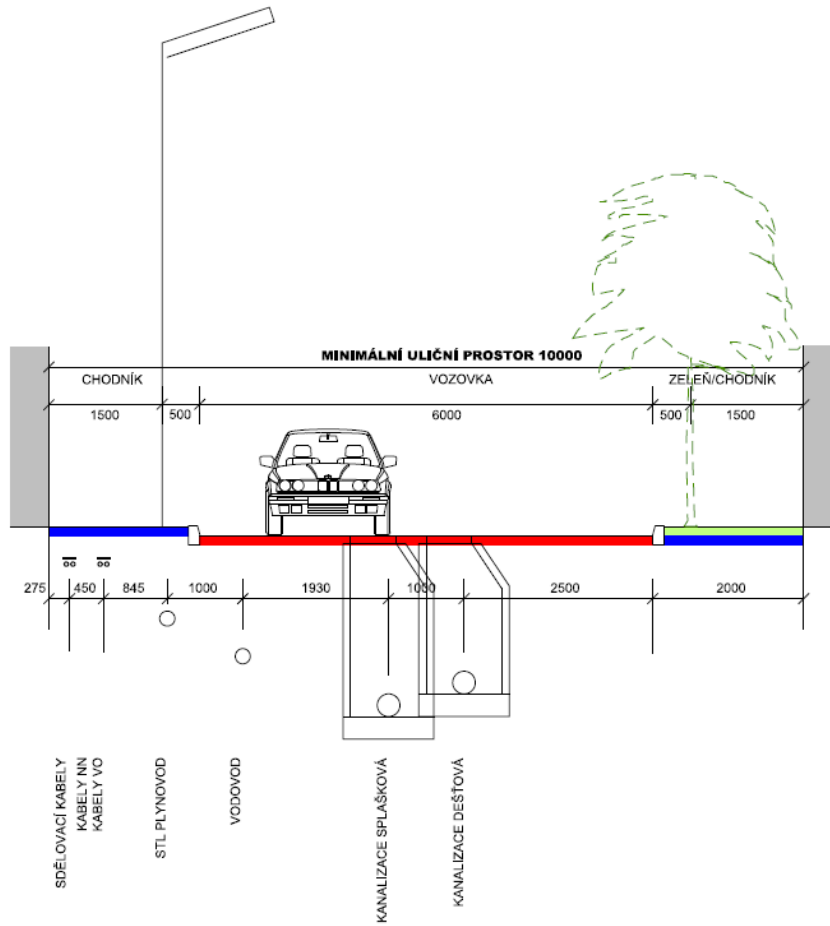 MINIMÁLNÍ ULIČNÍ PROSTOR 10000
CHODNÍK
VOZOVKA
ZELEŇ/CHODNÍK
1500
500
6000
500
1500
275
450
845
1000
1930
1000
2500
2000
SDĚLOVACÍ KABELY
KABELY NN
KABELY VO
STL PLYNOVOD
VODOVOD
KANALIZACE SPLAŠKOVÁ
KANALIZACE DEŠŤOVÁ